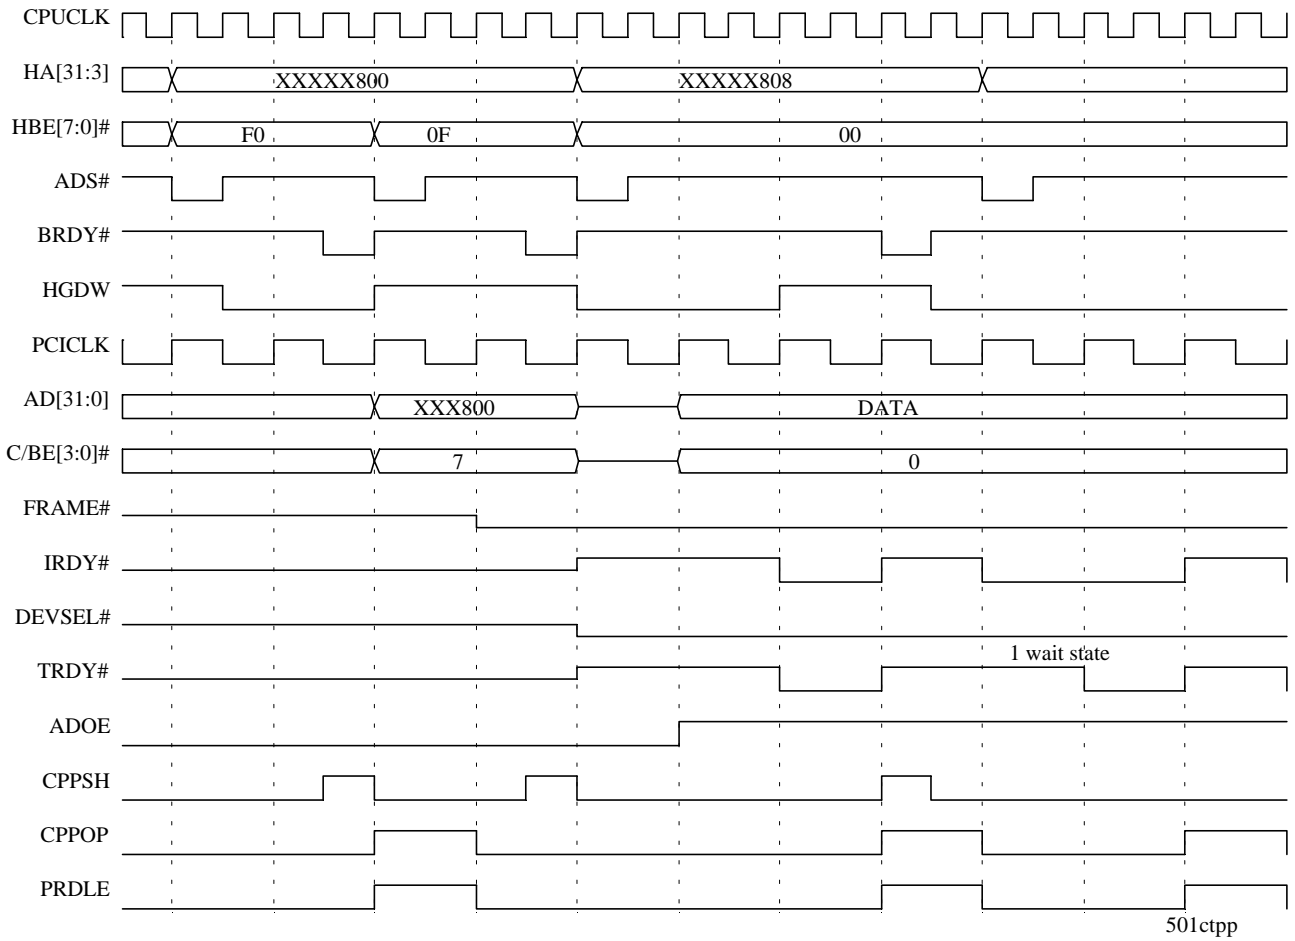 CPUCLK
HA[31:3] XXXXX800 XXXXX808
HBE[7:0]# F0 0F 00
ADS#
BRDY#
HGDW
PCICLK
AD[31:0] XXX800 DATA
C/BE[3:0]# 7 0
FRAME#
IRDY#
DEVSEL#
1 wait state
TRDY#
ADOE
CPPSH
CPPOP
PRDLE
501ctpp